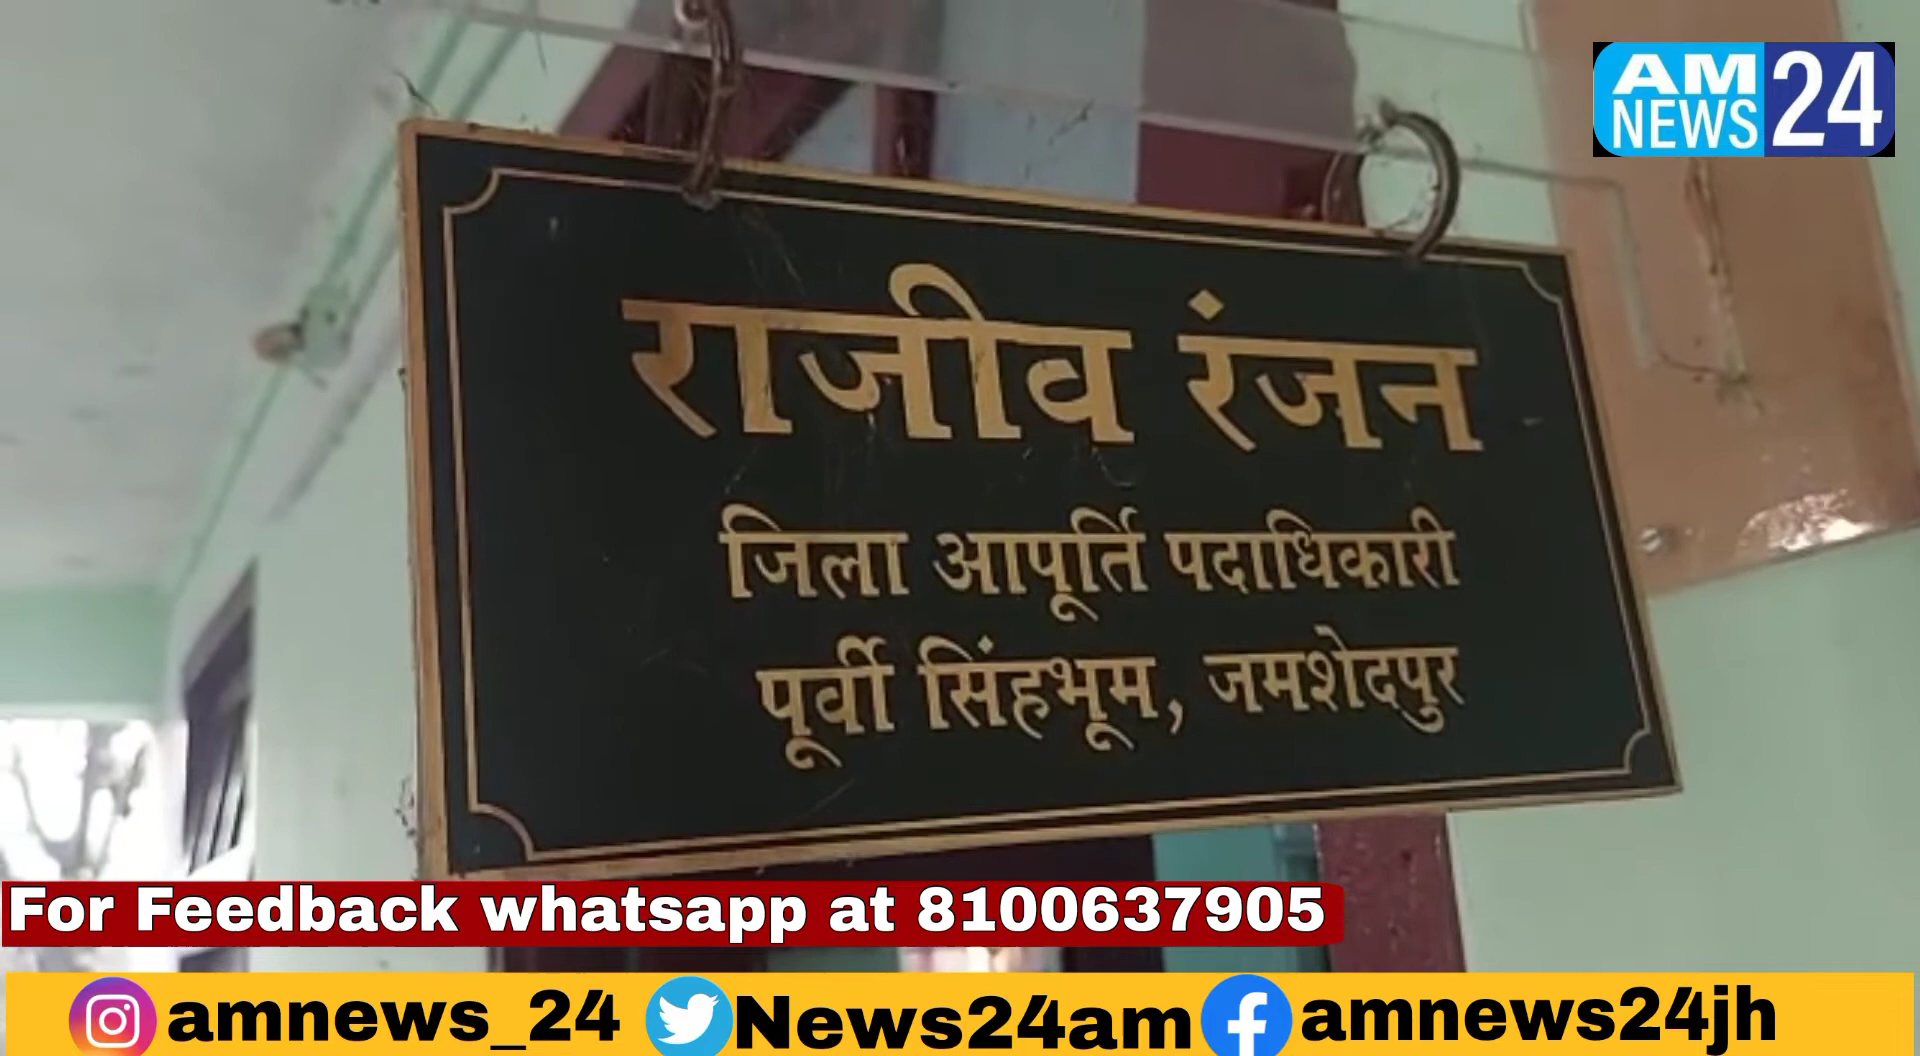 AM NEWS 24
राजीव रंजन
जिला आपूर्ति पदाधिकारी
पूर्वी सिंहभूम, जमशेदपुर
For Feedback whatsapp at 8100637905
amnews_24 News24am amnews24jh